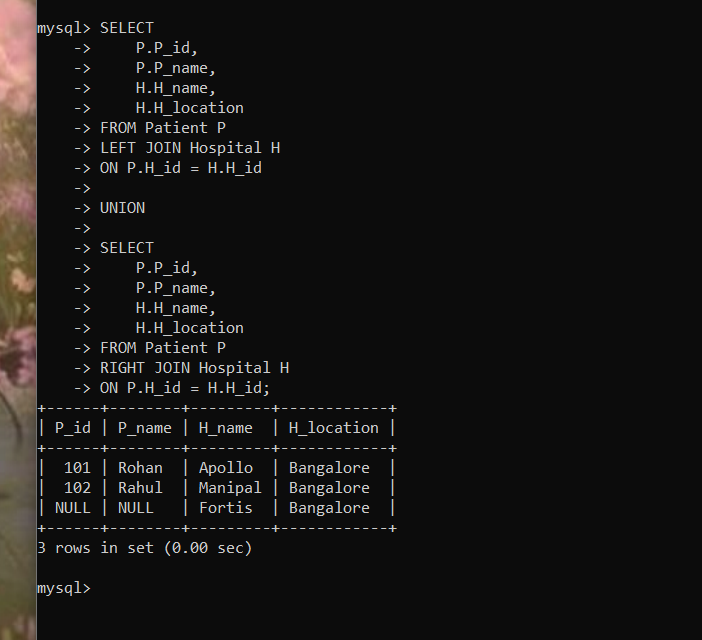 mysql> SELECT
    ->     P.P_id,
    ->     P.P_name,
    ->     H.H_name,
    ->     H.H_location
    -> FROM Patient P
    -> LEFT JOIN Hospital H
    -> ON P.H_id = H.H_id
    ->
    -> UNION
    ->
    -> SELECT
    ->     P.P_id,
    ->     P.P_name,
    ->     H.H_name,
    ->     H.H_location
    -> FROM Patient P
    -> RIGHT JOIN Hospital H
    -> ON P.H_id = H.H_id;
+------+--------+---------+------------+
| P_id | P_name | H_name  | H_location |
+------+--------+---------+------------+
|  101 | Rohan  | Apollo  | Bangalore  |
|  102 | Rahul  | Manipal | Bangalore  |
| NULL | NULL   | Fortis  | Bangalore  |
+------+--------+---------+------------+
3 rows in set (0.00 sec)

mysql>